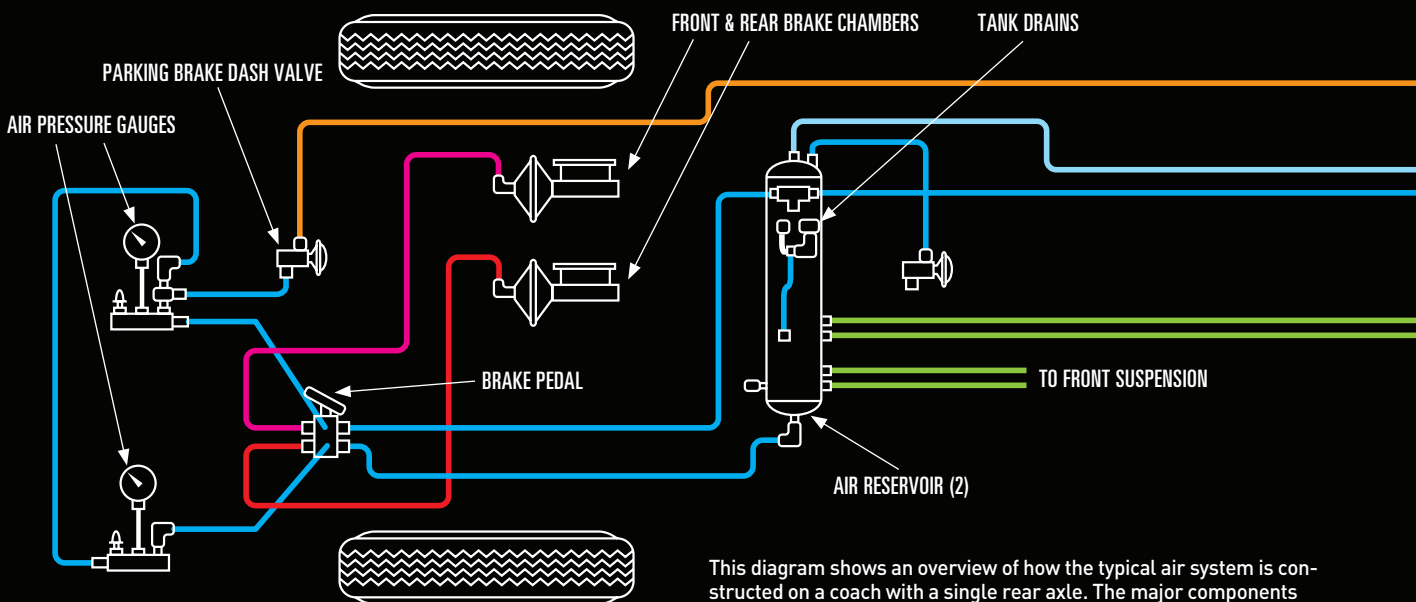 FRONT & REAR BRAKE CHAMBERS
TANK DRAINS
PARKING BRAKE DASH VALVE
AIR PRESSURE GAUGES
BRAKE PEDAL
TO FRONT SUSPENSION
AIR RESERVOIR (2)
This diagram shows an overview of how the typical air system is con-
structed on a coach with a single rear axle. The major components